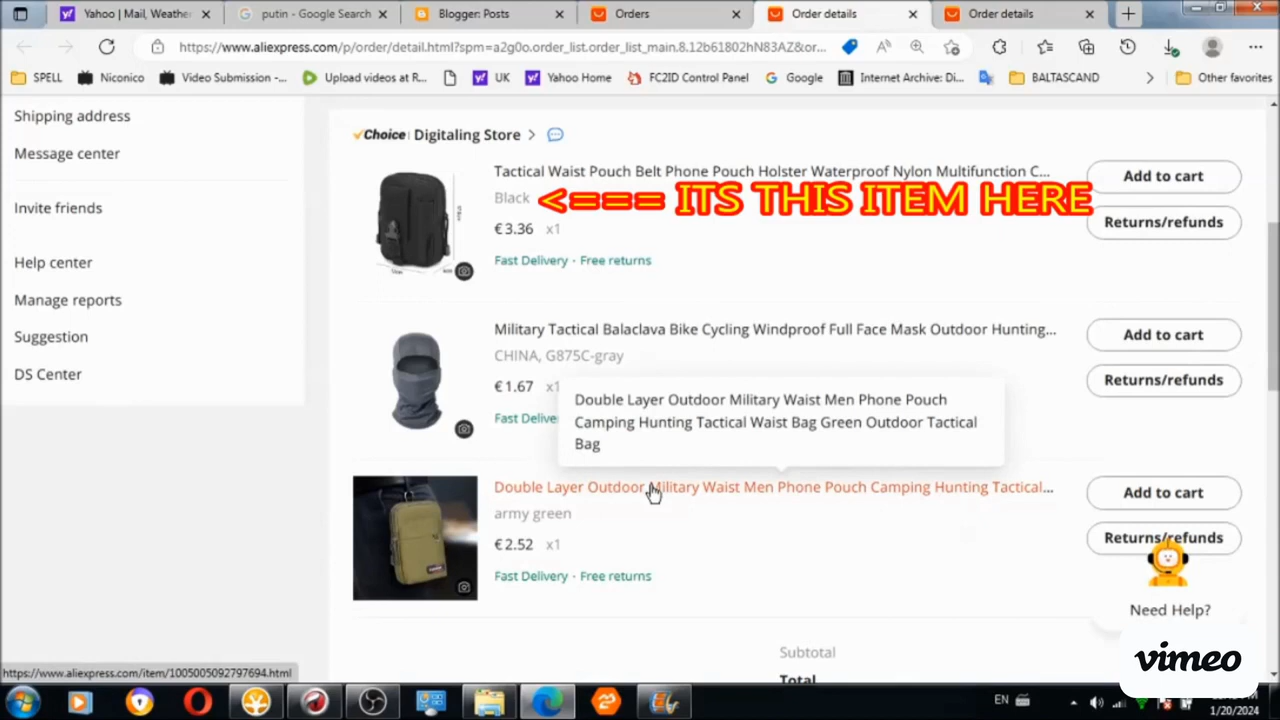 Yahoo | Mail, Weathe
putin - Google Search
Blogger: Posts
Orders
Order details
Order details
https://www.aliexpress.com/p/order/detail.html?spm=a2g0o.order_list.order_list_main.8.12b61802hN83AZ&or...
SPELL
Niconico
Video Submission -...
Upload videos at R...
UK
Yahoo Home
FC2ID Control Panel
Google
Internet Archive: Di...
BALTASCAND
Other favorites
Shipping address
Message center
Invite friends
Help center
Manage reports
Suggestion
DS Center
Choice | Digitaling Store >
Tactical Waist Pouch Belt Phone Pouch Holster Waterproof Nylon Multifunction C...
Black
<=== ITS THIS ITEM HERE
€3.36 x1
Fast Delivery · Free returns
Add to cart
Returns/refunds
Military Tactical Balaclava Bike Cycling Windproof Full Face Mask Outdoor Hunting...
CHINA, G875C-gray
€1.67 x1
Fast Delive
Add to cart
Returns/refunds
Double Layer Outdoor Military Waist Men Phone Pouch
Camping Hunting Tactical Waist Bag Green Outdoor Tactical
Bag
Double Layer Outdoor Military Waist Men Phone Pouch Camping Hunting Tactical...
army green
€2.52 x1
Fast Delivery · Free returns
Add to cart
Returns/refunds
Need Help?
Subtotal
Total
vimeo
https://www.aliexpress.com/item/1005005092797694.html
EN
1/20/2024